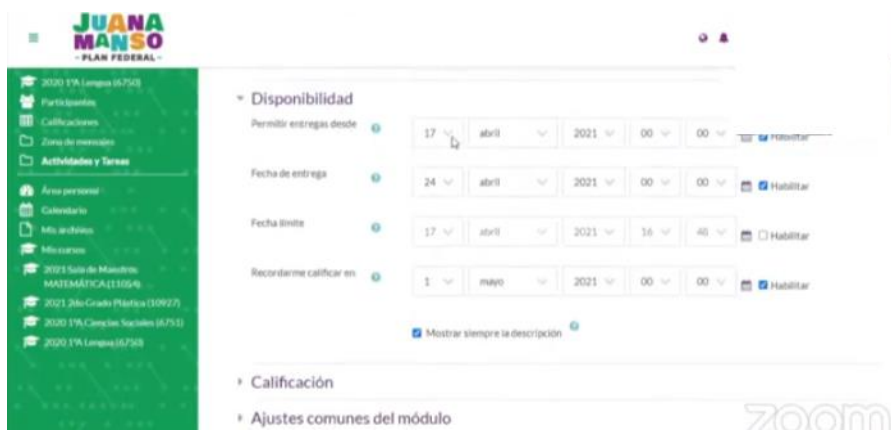 JUANA
MANSO
- PLAN FEDERAL -
2020 1ºA Lengua (6750)
Participantes
Calificaciones
Zona de mensajes
Actividades y Tareas
Área personal
Calendario
Mis archivos
Mis cursos
2021 Sala de Maestros
MATEMÁTICA (11054)
2021 2do Grado Plástica (10927)
2020 1ºA Ciencias Sociales (6751)
2020 1ºA Lengua (6750)
Disponibilidad
Permitir entregas desde 17 abril 2021 00 00 Habilitar
Fecha de entrega 24 abril 2021 00 00 Habilitar
Fecha límite 17 abril 2021 16 48 Habilitar
Recordarme calificar en 1 mayo 2021 00 00 Habilitar
Mostrar siempre la descripción
Calificación
Ajustes comunes del módulo
zoom